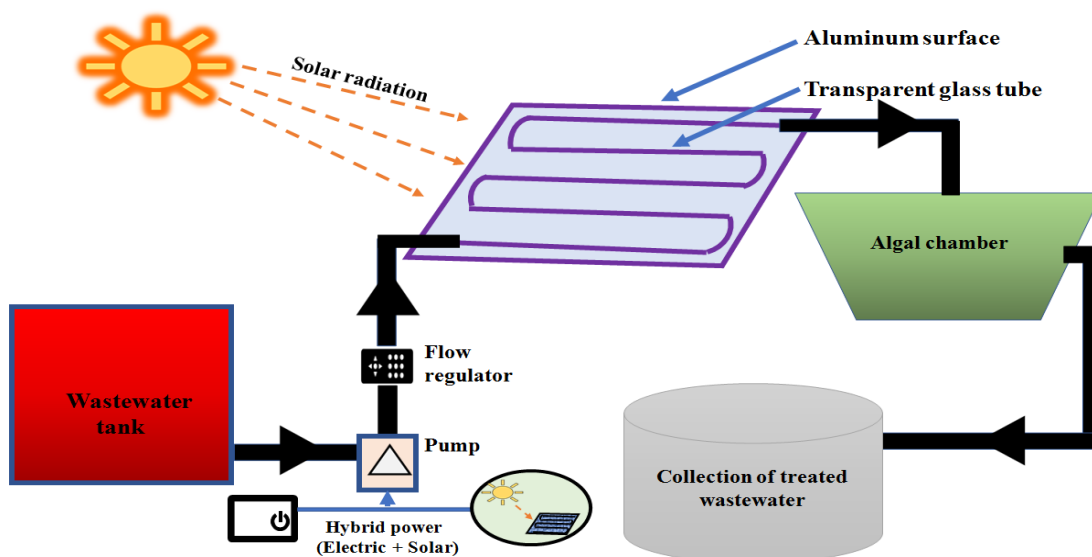 Solar radiation
Aluminum surface
Transparent glass tube
Algal chamber
Flow
regulator
Wastewater
tank
Pump
Collection of treated
wastewater
Hybrid power
(Electric + Solar)